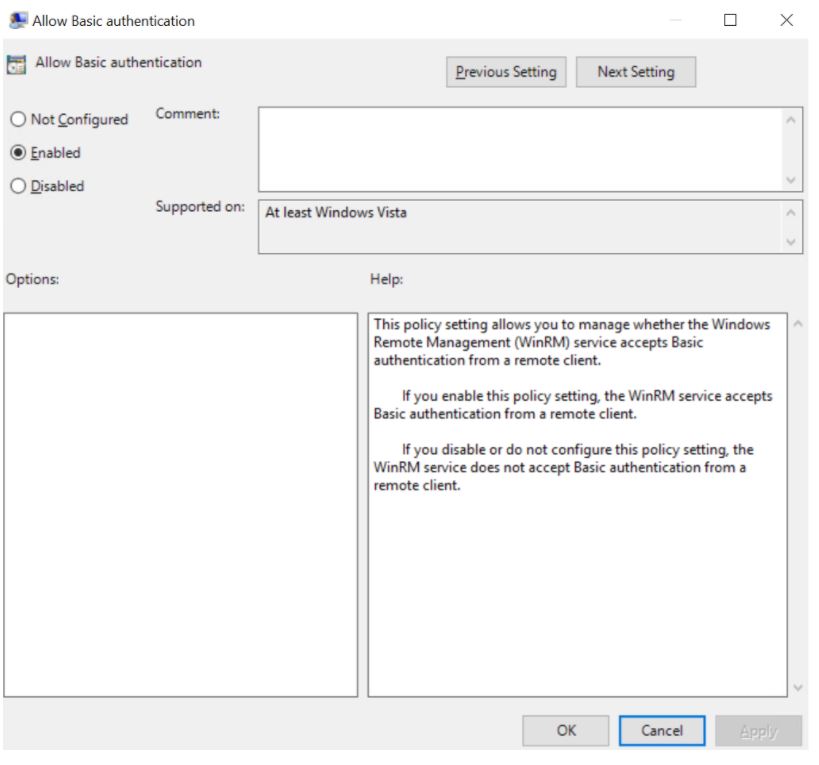 Allow Basic authentication
Allow Basic authentication
Previous Setting
Next Setting
Not Configured
Enabled
Disabled
Comment:
Supported on:
At least Windows Vista
Options:
Help:
This policy setting allows you to manage whether the Windows
Remote Management (WinRM) service accepts Basic
authentication from a remote client.
If you enable this policy setting, the WinRM service accepts
Basic authentication from a remote client.
If you disable or do not configure this policy setting, the
WinRM service does not accept Basic authentication from a
remote client.
OK
Cancel
Apply